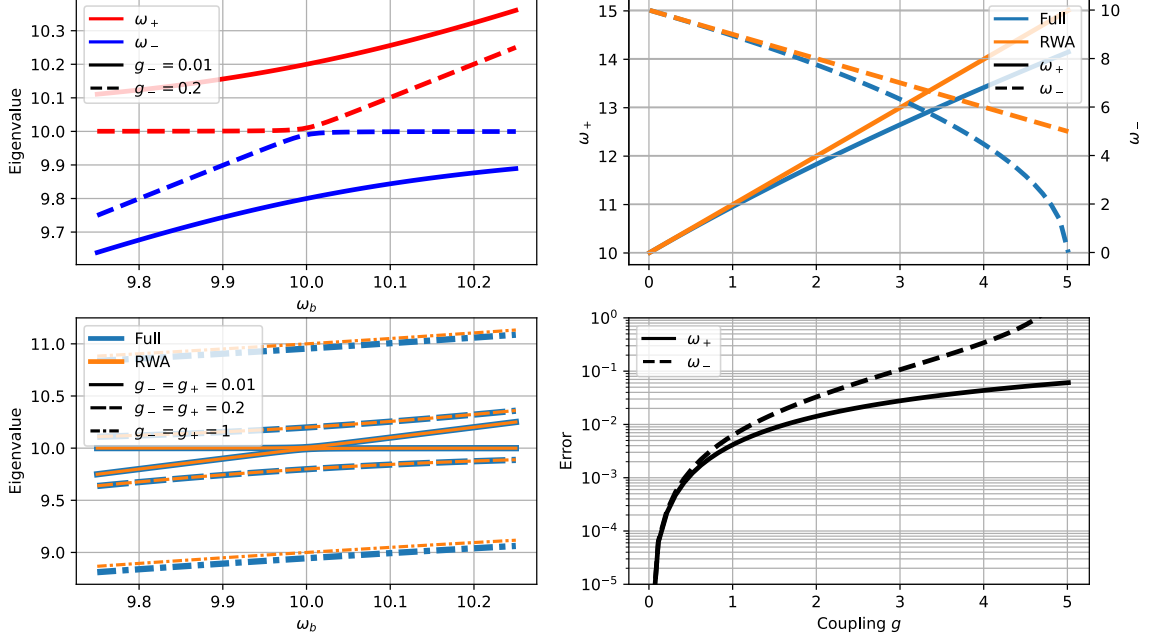 10.3
10.2
10.1
10.0
9.9
9.8
9.7
Eigenvalue
ω₊
ω₋
g₋ = 0.01
g₋ = 0.2
9.8
9.9
10.0
10.1
10.2
ω_b
15
14
13
12
11
10
ω₊
Full
RWA
ω₊
ω₋
10
8
6
4
2
0
ω₋
0
1
2
3
4
5
11.0
10.5
10.0
9.5
9.0
Eigenvalue
Full
RWA
g₋ = g₊ = 0.01
g₋ = g₊ = 0.2
g₋ = g₊ = 1
9.8
9.9
10.0
10.1
10.2
ω_b
10⁰
10⁻¹
10⁻²
10⁻³
10⁻⁴
10⁻⁵
Error
ω₊
ω₋
0
1
2
3
4
5
Coupling g